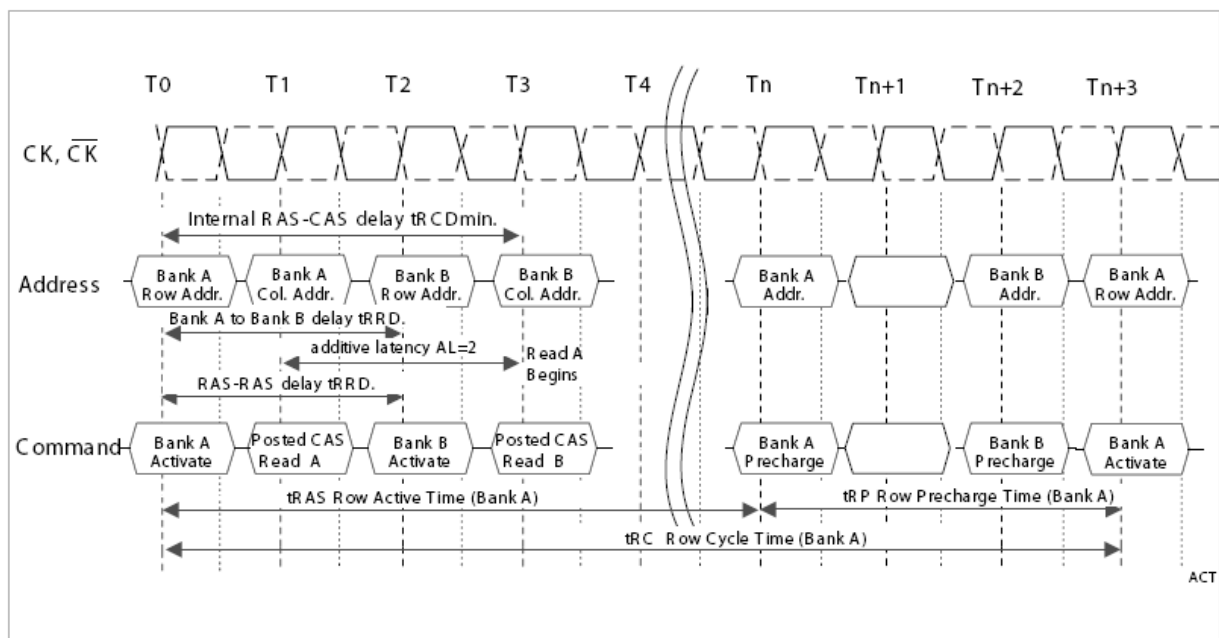 T0 T1 T2 T3 T4 Tn Tn+1 Tn+2 Tn+3
CK, CK
Internal RAS-CAS delay tRCDmin.
Address
Bank A Row Addr.
Bank A Col. Addr.
Bank B Row Addr.
Bank B Col. Addr.
Bank A Addr.
Bank B Addr.
Bank A Row Addr.
Bank A to Bank B delay tRRD.
additive latency AL=2
Read A Begins
RAS-RAS delay tRRD.
Command
Bank A Activate
Posted CAS Read A
Bank B Activate
Posted CAS Read B
Bank A Precharge
Bank B Precharge
Bank A Activate
tRAS Row Active Time (Bank A)
tRP Row Precharge Time (Bank A)
tRC Row Cycle Time (Bank A)
ACT